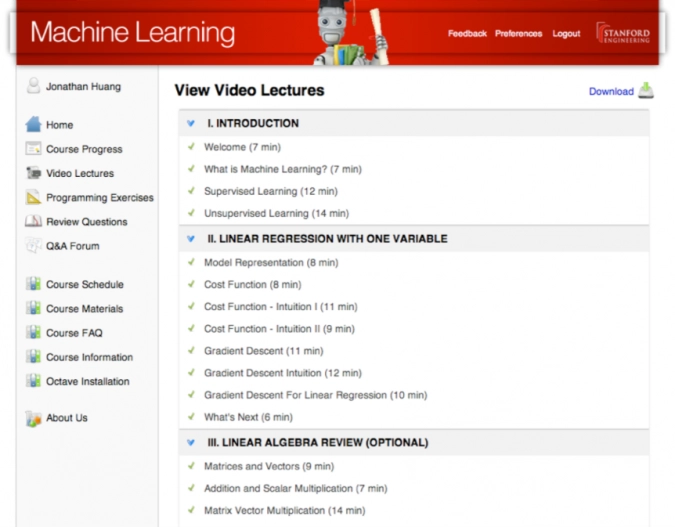 Machine Learning
Feedback Preferences Logout
STANFORD
ENGINEERING
Jonathan Huang
Home
Course Progress
Video Lectures
Programming Exercises
Review Questions
Q&A Forum
Course Schedule
Course Materials
Course FAQ
Course Information
Octave Installation
About Us
View Video Lectures
Download
I. INTRODUCTION
Welcome (7 min)
What is Machine Learning? (7 min)
Supervised Learning (12 min)
Unsupervised Learning (14 min)
II. LINEAR REGRESSION WITH ONE VARIABLE
Model Representation (8 min)
Cost Function (8 min)
Cost Function - Intuition I (11 min)
Cost Function - Intuition II (9 min)
Gradient Descent (11 min)
Gradient Descent Intuition (12 min)
Gradient Descent For Linear Regression (10 min)
What's Next (6 min)
III. LINEAR ALGEBRA REVIEW (OPTIONAL)
Matrices and Vectors (9 min)
Addition and Scalar Multiplication (7 min)
Matrix Vector Multiplication (14 min)